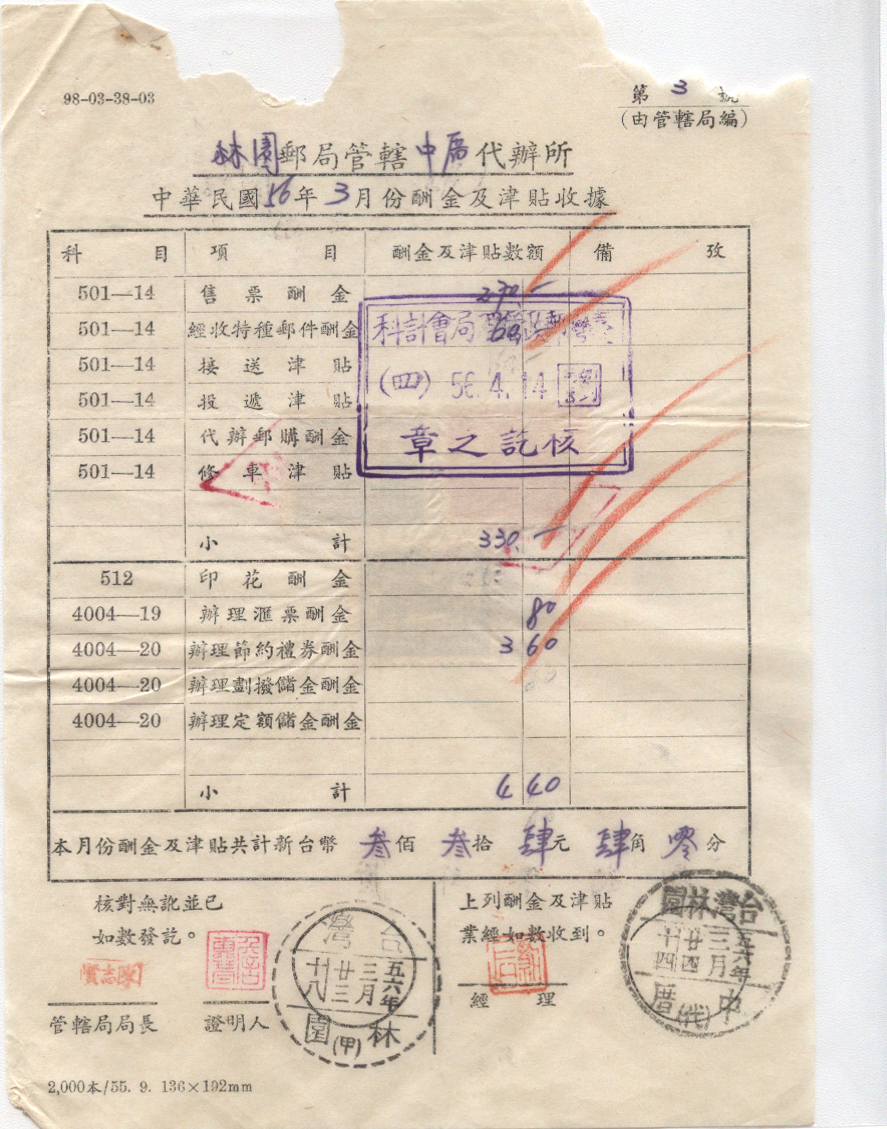 98-03-38-03
第 3 號
(由管轄局編)
林園郵局管轄中厝代辦所
中華民國56年3月份酬金及津貼收據
科目 項目 酬金及津貼數額 備攷
501—14 售票酬金 270.—
501—14 經收特種郵件酬金 60
501—14 接送津貼
501—14 投遞津貼
501—14 代辦郵購酬金
501—14 修車津貼
小計 330.—
512 印花酬金
4004—19 辦理滙票酬金 80
4004—20 辦理節約禮券酬金 3 60
4004—20 辦理劃撥儲金酬金
4004—20 辦理定額儲金酬金
小計 4 40
科計會局
(四) 56.4.14
章之訖核
本月份酬金及津貼共計新台幣 叁佰叁拾肆元肆角零分
核對無訛並已
如數發訖。
上列酬金及津貼
業經如數收到。
管轄局局長
證明人
經理
寶志陳
台灣
五六年
三月
廿三
十八
林園
(甲)
台灣林園
五六年
三月
廿四
十四
中厝
(代)
2,000本/55. 9. 136×192mm